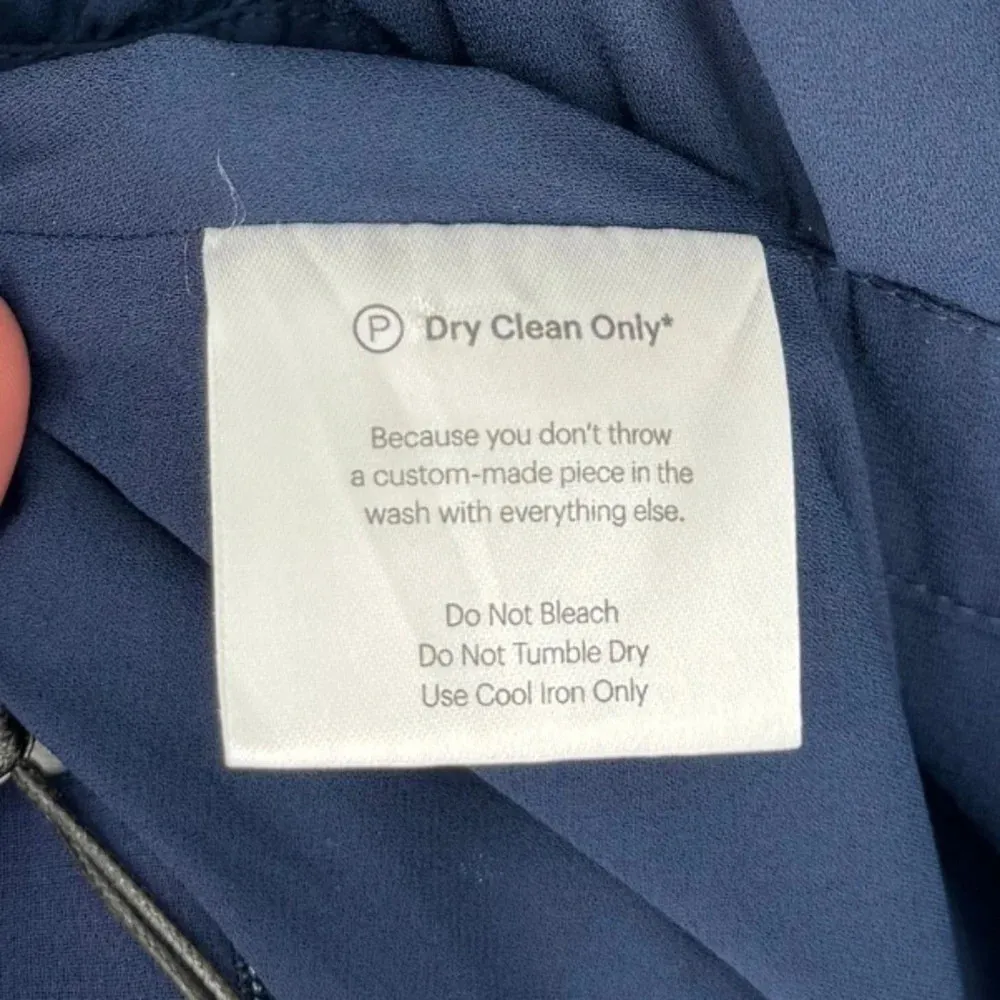 Ⓟ Dry Clean Only*
Because you don't throw
a custom-made piece in the
wash with everything else.
Do Not Bleach
Do Not Tumble Dry
Use Cool Iron Only